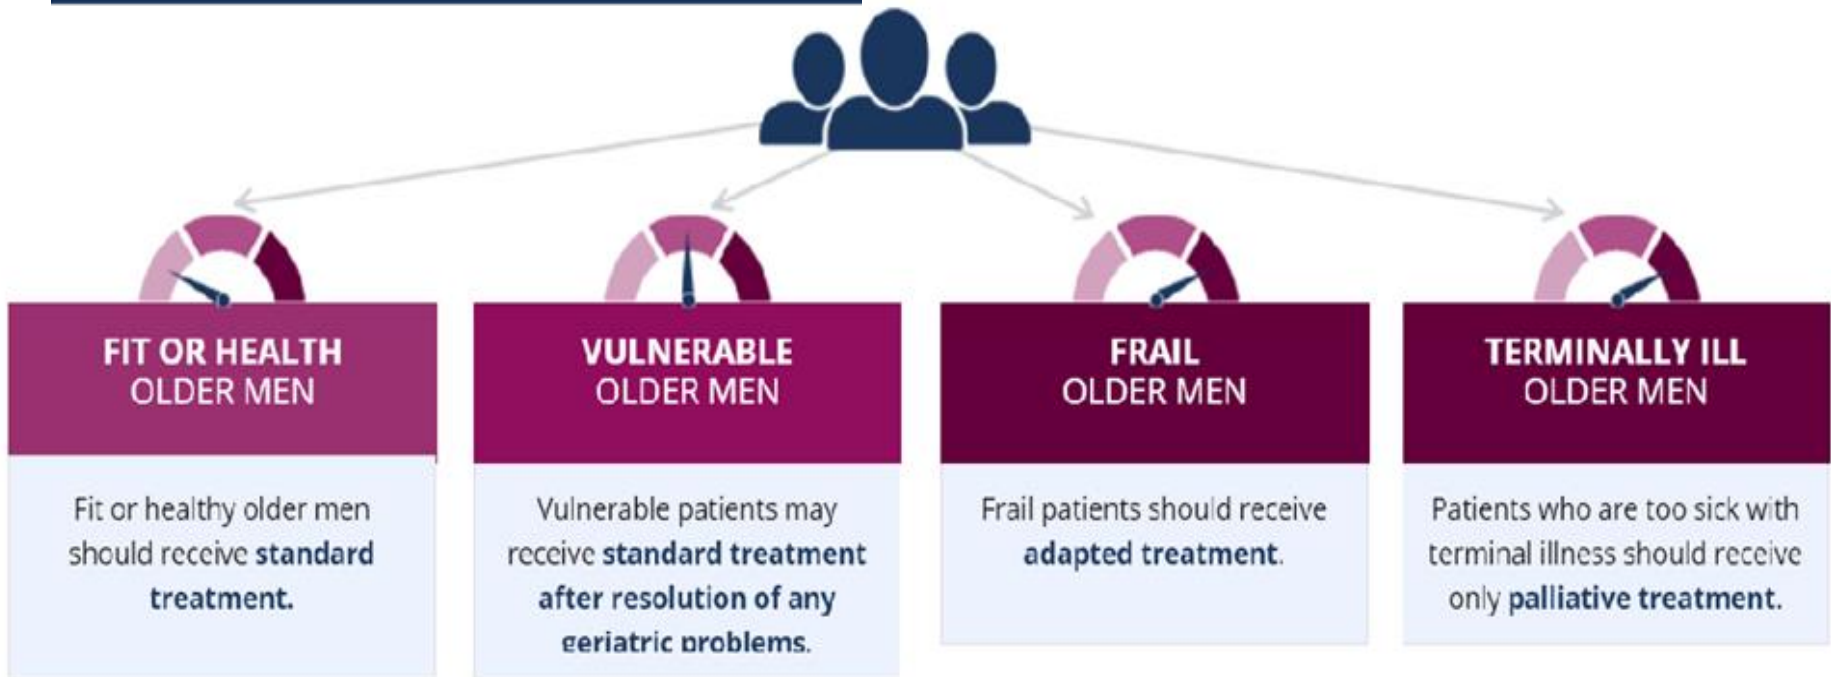 FIT OR HEALTH
OLDER MEN
Fit or healthy older men
should receive standard
treatment.
VULNERABLE
OLDER MEN
Vulnerable patients may
receive standard treatment
after resolution of any
geriatric problems.
FRAIL
OLDER MEN
Frail patients should receive
adapted treatment.
TERMINALLY ILL
OLDER MEN
Patients who are too sick with
terminal illness should receive
only palliative treatment.